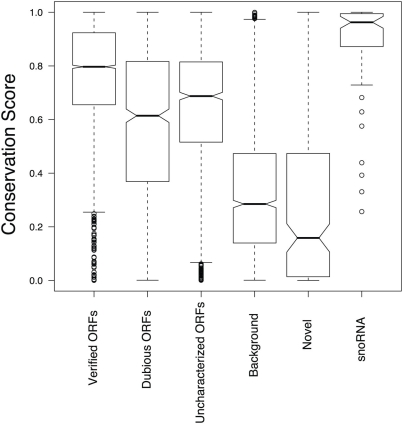 Conservation Score
1.0
0.8
0.6
0.4
0.2
0.0
Verified ORFs
Dubious ORFs
Uncharacterized ORFs
Background
Novel
snoRNA